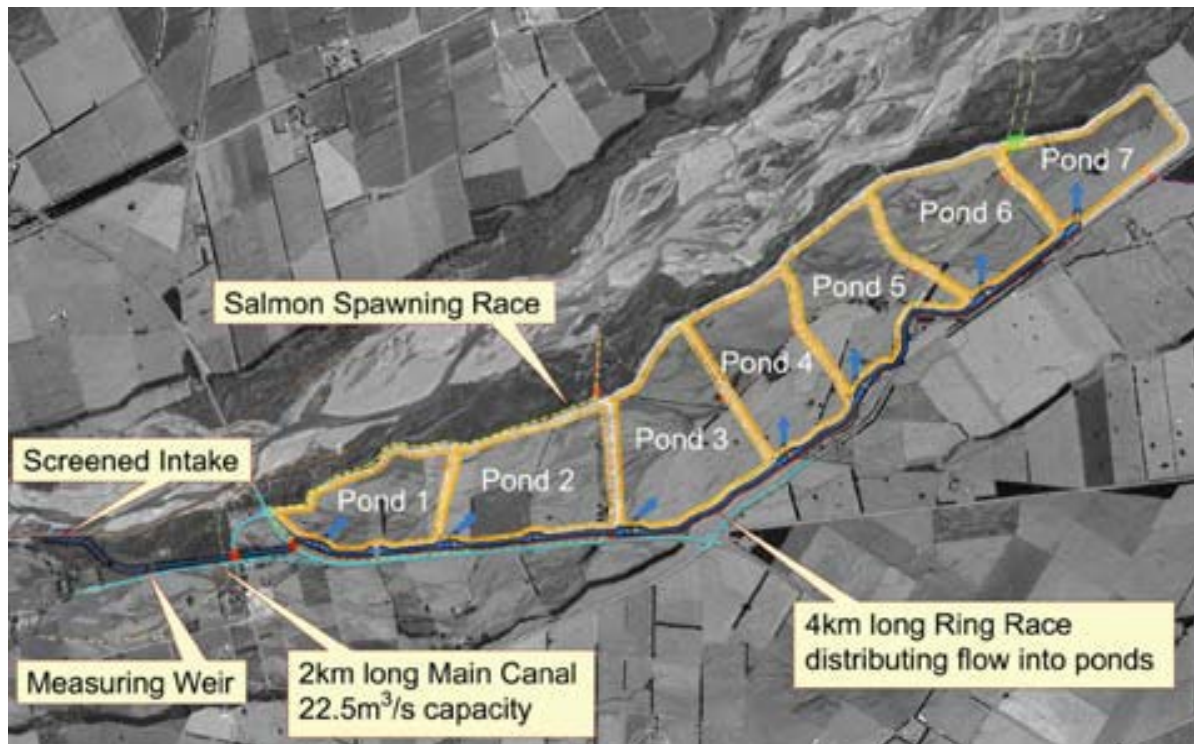 Pond 7
Pond 6
Pond 5
Salmon Spawning Race
Pond 4
Pond 3
Screened Intake
Pond 2
Pond 1
4km long Ring Race
distributing flow into ponds
Measuring Weir
2km long Main Canal
22.5m³/s capacity